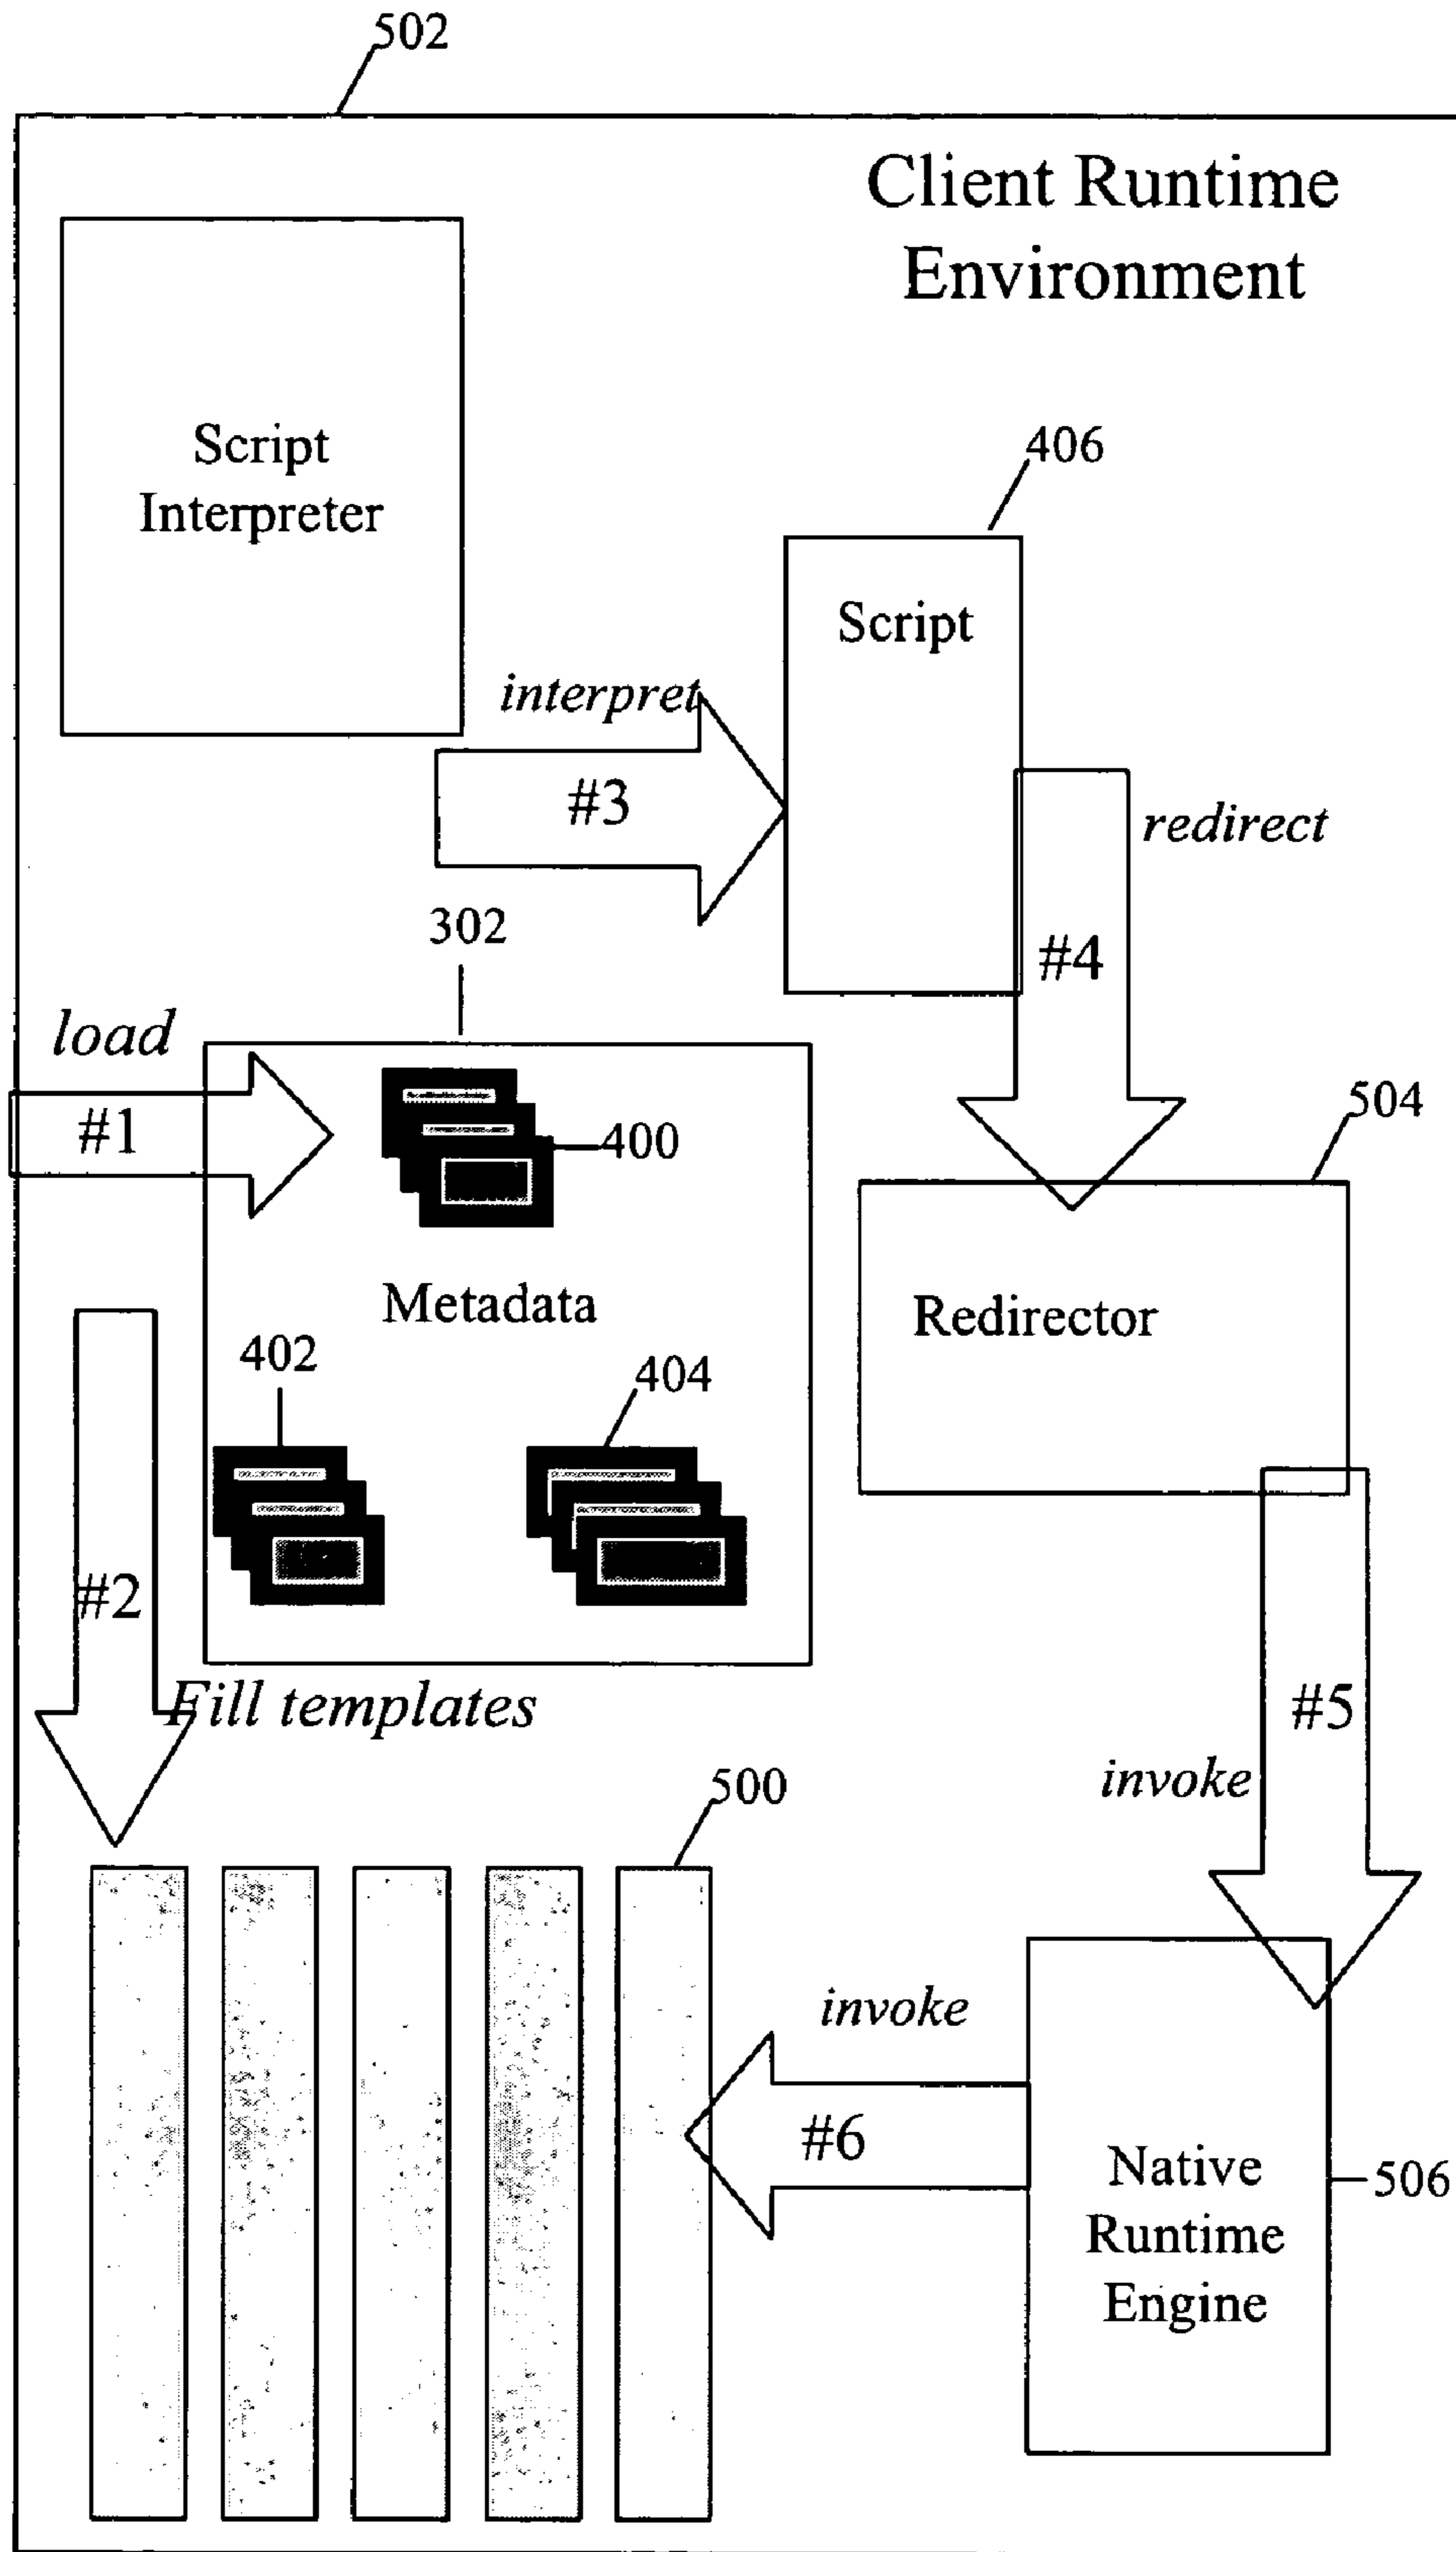 502
Client Runtime
Environment
Script
Interpreter
406
Script
interpret
#3
redirect
302
#4
load
#1
400
504
Metadata
Redirector
402
404
#2
Fill templates
#5
invoke
500
invoke
#6
Native
Runtime
Engine
506